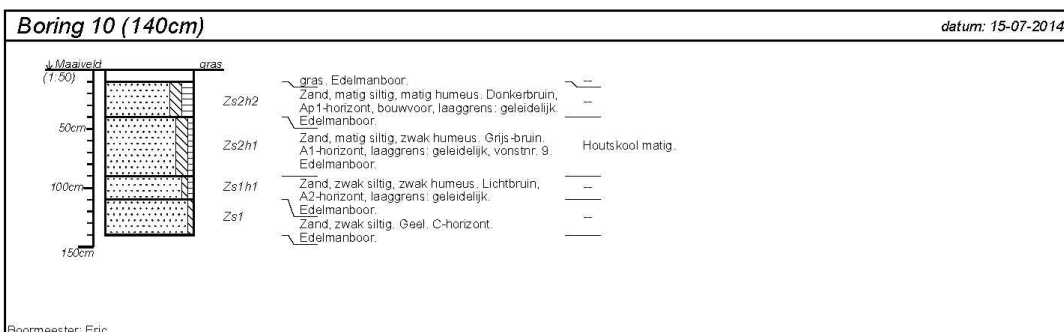 Boring 10 (140cm)
datum: 15-07-2014
↓ Maaiveld
gras
(1:50)
gras. Edelmanboor.
--
Zs2h2
Zand, matig siltig, matig humeus. Donkerbruin,
Ap1-horizont, bouwvoor, laaggrens: geleidelijk.
Edelmanboor.
--
50cm
Zs2h1
Zand, matig siltig, zwak humeus. Grijs-bruin.
A1-horizont, laaggrens: geleidelijk, vonstnr. 9.
Edelmanboor.
Houtskool matig.
100cm
Zs1h1
Zand, zwak siltig, zwak humeus. Lichtbruin,
A2-horizont, laaggrens: geleidelijk.
Edelmanboor.
--
Zs1
Zand, zwak siltig. Geel. C-horizont.
Edelmanboor.
--
150cm
Boormeester: Eric